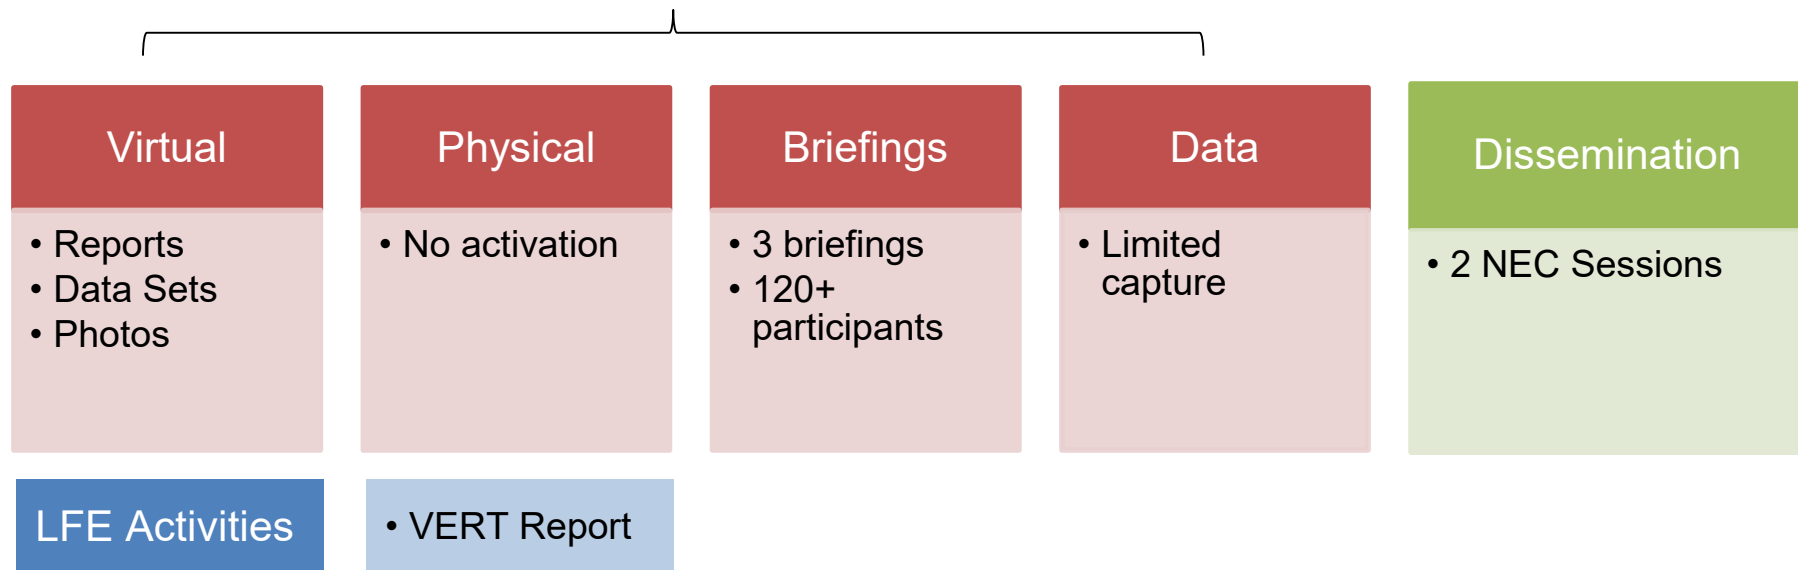 Virtual
• Reports
• Data Sets
• Photos
Physical
• No activation
Briefings
• 3 briefings
• 120+
participants
Data
• Limited
capture
Dissemination
• 2 NEC Sessions
LFE Activities
• VERT Report